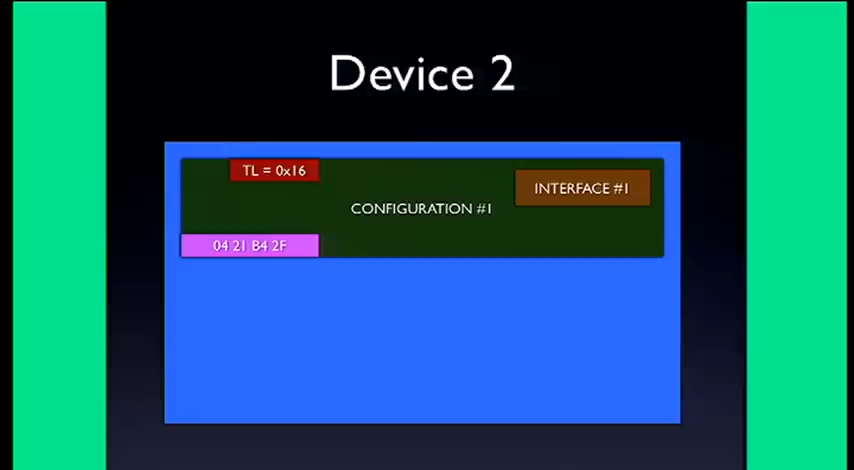 Device 2
TL = 0x16
INTERFACE #1
CONFIGURATION #1
04 21 B4 2F